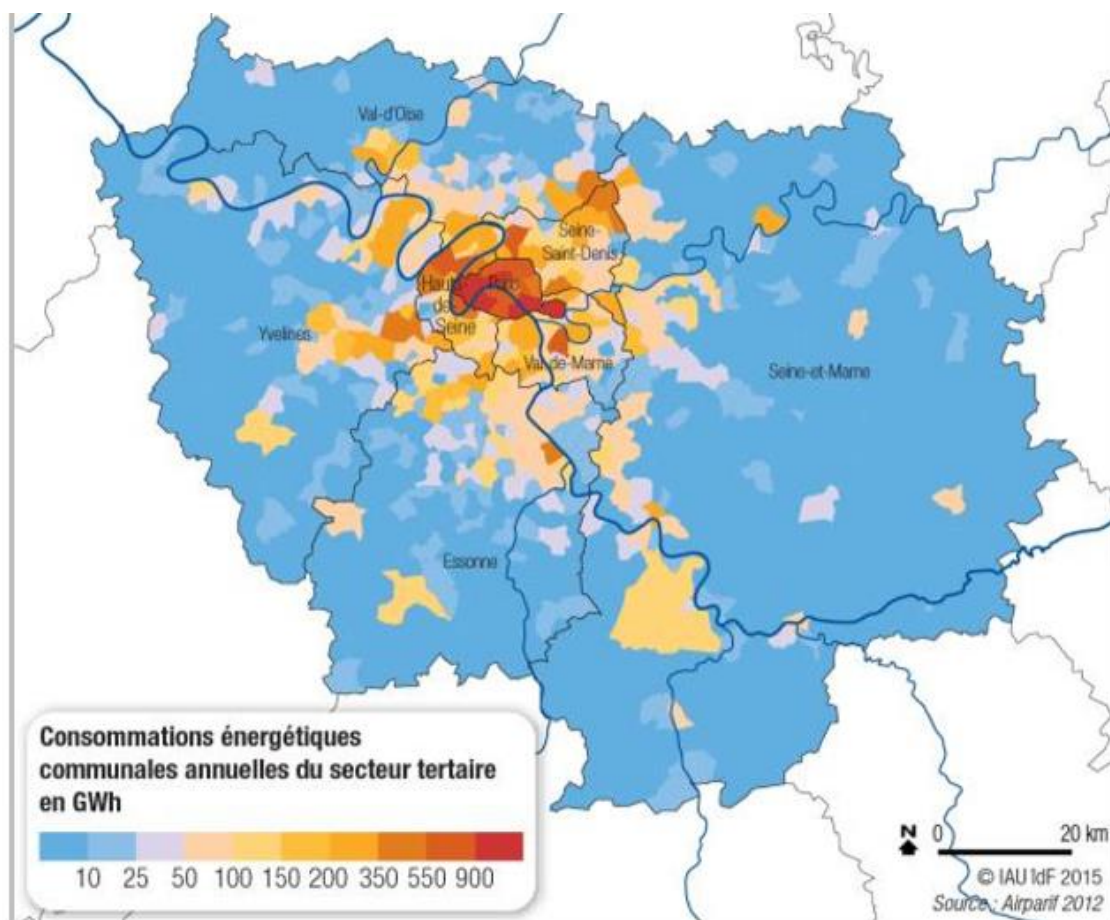 Val-d'Oise
Seine-
Saint-Denis
Paris
Hauts
de
Seine
Yvelines
Val-de-Marne
Seine-et-Marne
Essonne
Consommations énergétiques
communales annuelles du secteur tertaire
en GWh
10 25 50 100 150 200 350 550 900
N 0 20 km
© IAU îdF 2015
Source : Airparif 2012